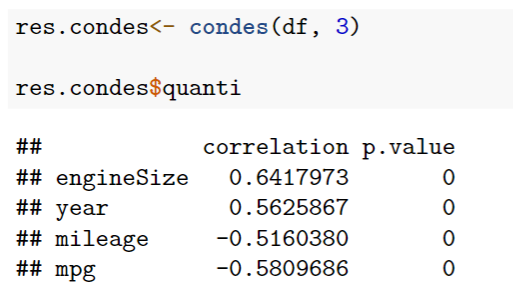 res.condes<- condes(df, 3)
res.condes$quanti
## correlation p.value
## engineSize 0.6417973 0
## year 0.5625867 0
## mileage -0.5160380 0
## mpg -0.5809686 0